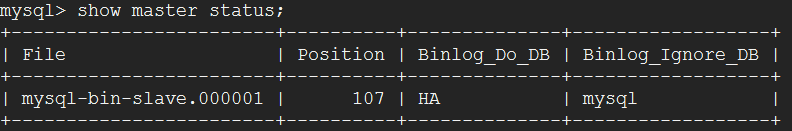 mysql> show master status;
+-------------------------+----------+--------------+------------------+
| File                    | Position | Binlog_Do_DB | Binlog_Ignore_DB |
+-------------------------+----------+--------------+------------------+
| mysql-bin-slave.000001 |      107 | HA           | mysql            |
+-------------------------+----------+--------------+------------------+